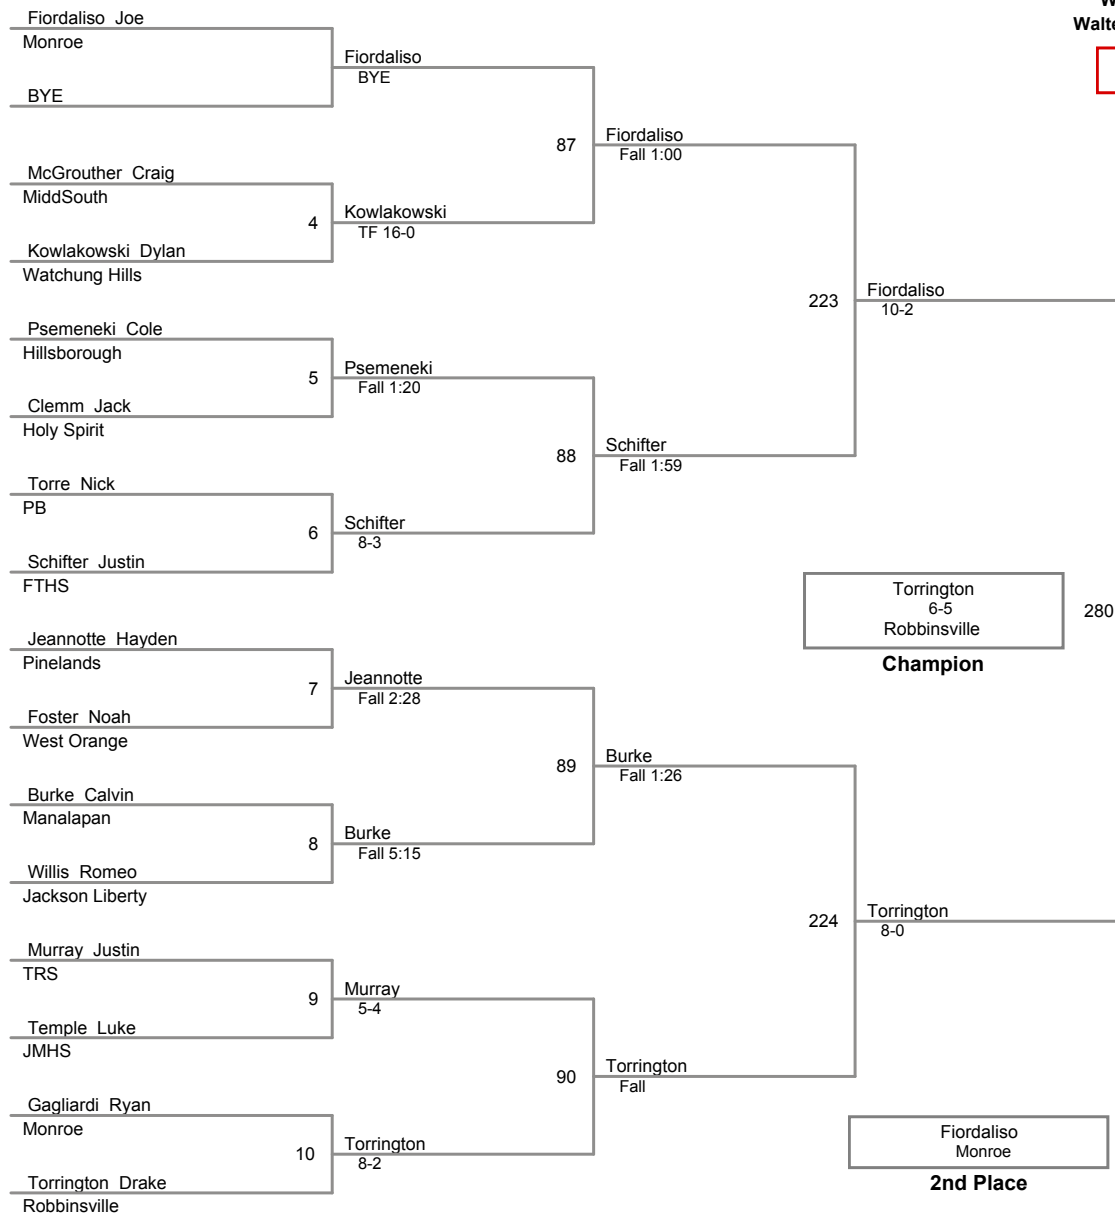 Fiordaliso Joe
Monroe
BYE
McGrouther Craig
MiddSouth
4
Kowlakowski Dylan
Watchung Hills
Psemeneki Cole
Hillsborough
5
Clemm Jack
Holy Spirit
Torre Nick
PB
6
Schifter Justin
FTHS
Jeannotte Hayden
Pinelands
7
Foster Noah
West Orange
Burke Calvin
Manalapan
8
Willis Romeo
Jackson Liberty
Murray Justin
TRS
9
Temple Luke
JMHS
Gagliardi Ryan
Monroe
10
Torrington Drake
Robbinsville
Fiordaliso
BYE
87
Kowlakowski
TF 16-0
Psemeneki
Fall 1:20
88
Schifter
8-3
Jeannotte
Fall 2:28
89
Burke
Fall 5:15
Murray
5-4
90
Torrington
8-2
Fiordaliso
Fall 1:00
223
Schifter
Fall 1:59
Burke
Fall 1:26
224
Torrington
Fall
Fiordaliso
10-2
Torrington
6-5
Robbinsville
280
Champion
Torrington
8-0
Fiordaliso
Monroe
2nd Place